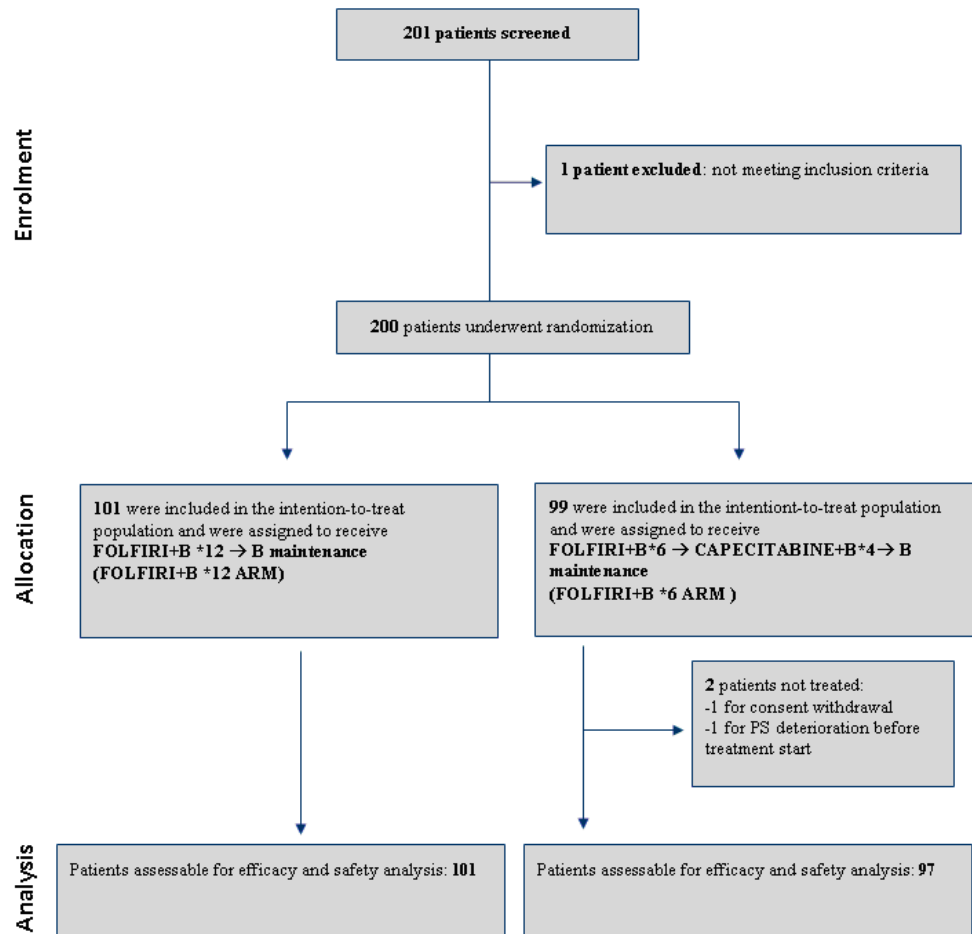 201 patients screened
Enrolment
1 patient excluded: not meeting inclusion criteria
200 patients underwent randomization
Allocation
101 were included in the intention-to-treat
population and were assigned to receive
FOLFIRI+B *12 → B maintenance
(FOLFIRI+B *12 ARM)
99 were included in the intentiont-to-treat population
and were assigned to receive
FOLFIRI+B*6 → CAPECITABINE+B*4→ B
maintenance
(FOLFIRI+B *6 ARM )
2 patients not treated:
-1 for consent withdrawal
-1 for PS deterioration before
treatment start
Analysis
Patients assessable for efficacy and safety analysis: 101
Patients assessable for efficacy and safety analysis: 97